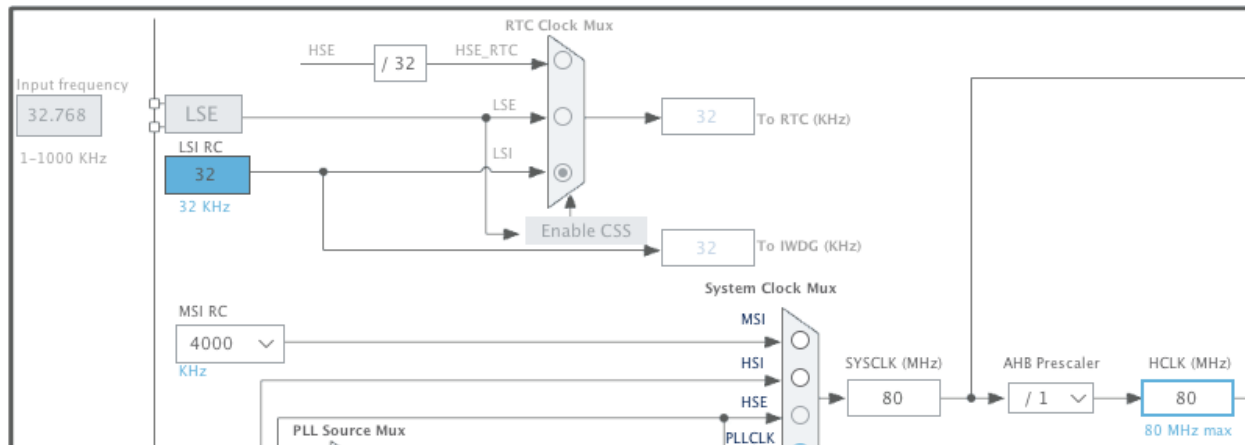 RTC Clock Mux
HSE
/ 32
HSE_RTC
Input frequency
32.768
1-1000 KHz
LSE
LSE
32
To RTC (KHz)
LSI RC
32
32 KHz
LSI
Enable CSS
32
To IWDG (KHz)
System Clock Mux
MSI RC
4000
KHz
MSI
HSI
HSE
PLLCLK
SYSCLK (MHz)
80
AHB Prescaler
/ 1
HCLK (MHz)
80
80 MHz max
PLL Source Mux